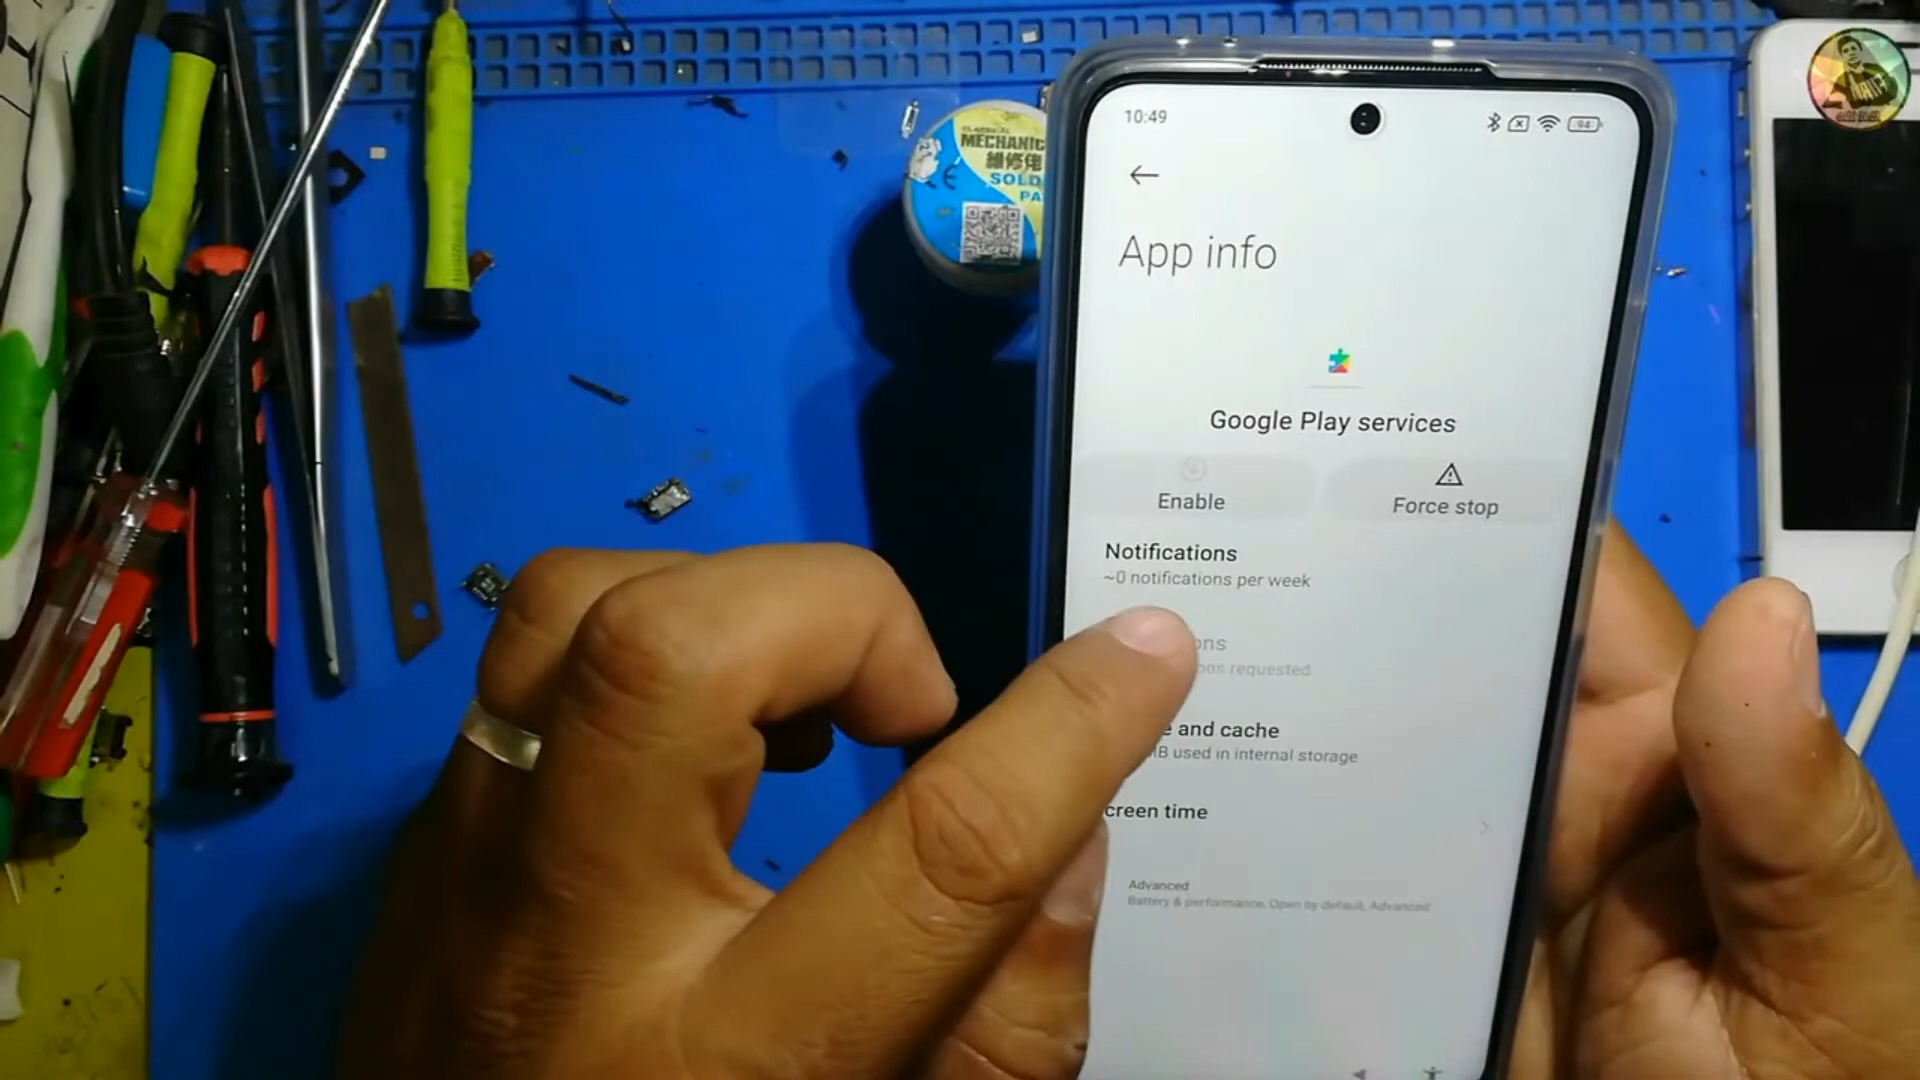 CLASSICAL
MECHANIC
維修佬
SOLD
PA
10:49
94
App info
Google Play services
Enable
Force stop
Notifications
~0 notifications per week
ons
requested
and cache
used in internal storage
creen time
Advanced
Battery & performance, Open by default, Advanced